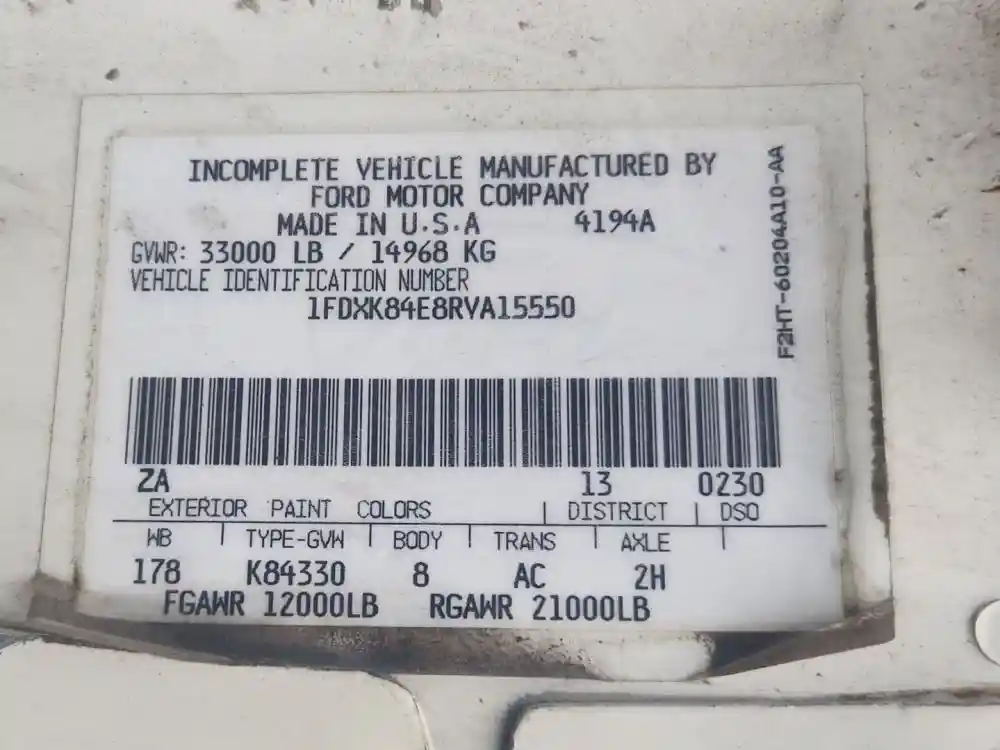 INCOMPLETE VEHICLE MANUFACTURED BY
FORD MOTOR COMPANY
MADE IN U.S.A 4194A
GVWR: 33000 LB / 14968 KG
VEHICLE IDENTIFICATION NUMBER
1FDXK84E8RVA15550
F2HT-60204A10-AA
ZA 13 0230
EXTERIOR PAINT COLORS DISTRICT DSO
WB TYPE-GVW BODY TRANS AXLE
178 K84330 8 AC 2H
FGAWR 12000LB RGAWR 21000LB